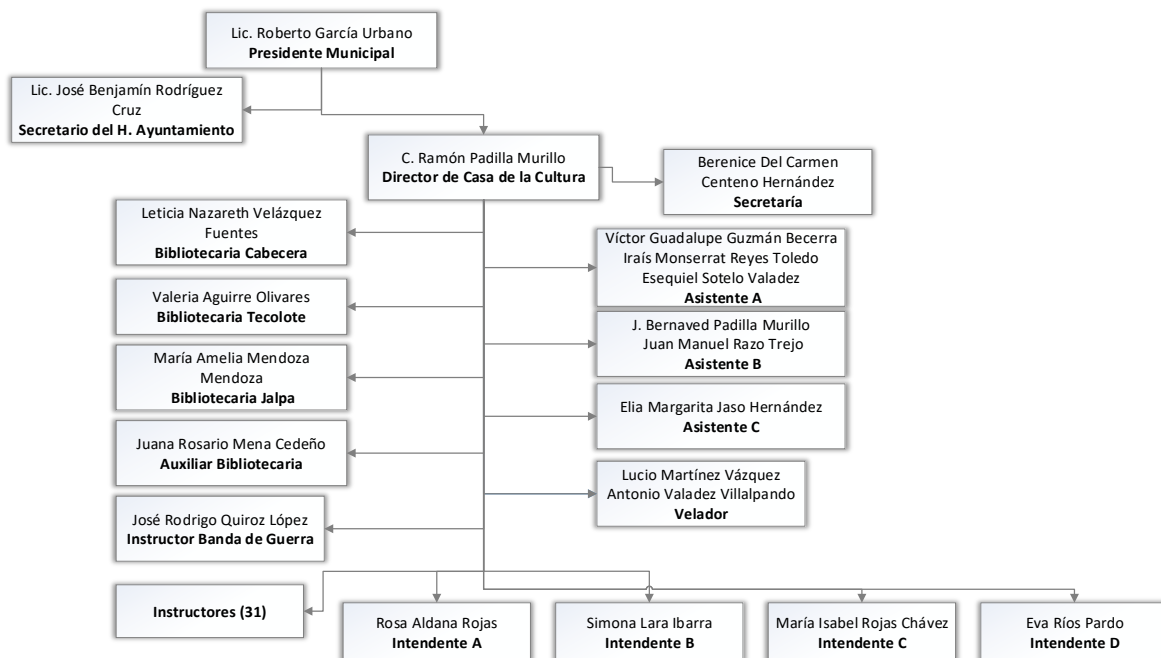 Lic. Roberto García Urbano
Presidente Municipal
Lic. José Benjamín Rodríguez
Cruz
Secretario del H. Ayuntamiento
C. Ramón Padilla Murillo
Director de Casa de la Cultura
Berenice Del Carmen
Centeno Hernández
Secretaría
Leticia Nazareth Velázquez
Fuentes
Bibliotecaria Cabecera
Víctor Guadalupe Guzmán Becerra
Iraís Monserrat Reyes Toledo
Esequiel Sotelo Valadez
Asistente A
Valeria Aguirre Olivares
Bibliotecaria Tecolote
J. Bernaved Padilla Murillo
Juan Manuel Razo Trejo
Asistente B
María Amelia Mendoza
Mendoza
Bibliotecaria Jalpa
Elia Margarita Jaso Hernández
Asistente C
Juana Rosario Mena Cedeño
Auxiliar Bibliotecaria
Lucio Martínez Vázquez
Antonio Valadez Villalpando
Velador
José Rodrigo Quiroz López
Instructor Banda de Guerra
Instructores (31)
Rosa Aldana Rojas
Intendente A
Simona Lara Ibarra
Intendente B
María Isabel Rojas Chávez
Intendente C
Eva Ríos Pardo
Intendente D